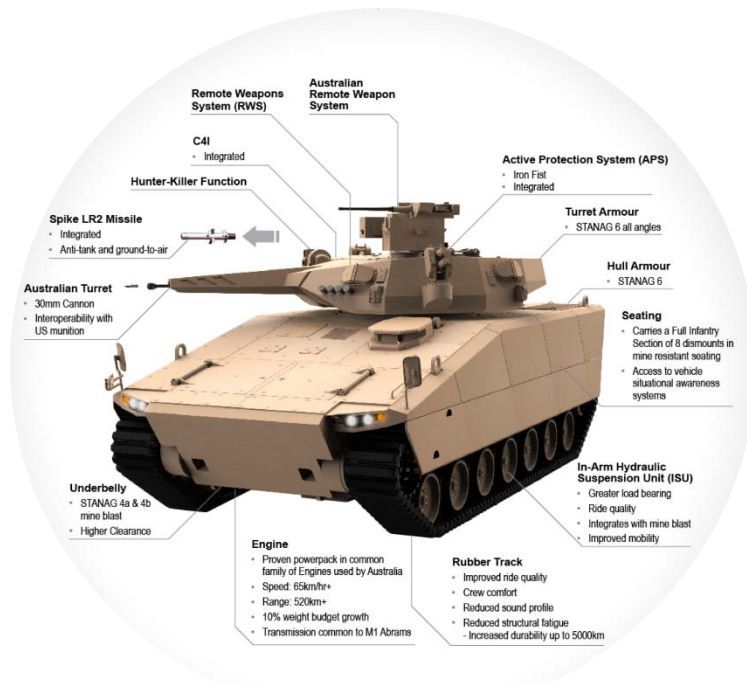 Remote Weapons
System (RWS)
Australian
Remote Weapon
System
C4I
• Integrated
Hunter-Killer Function
Active Protection System (APS)
• Iron Fist
• Integrated
Spike LR2 Missile
• Integrated
• Anti-tank and ground-to-air
Turret Armour
• STANAG 6 all angles
Hull Armour
• STANAG 6
Australian Turret
• 30mm Cannon
• Interoperability with
US munition
Seating
• Carries a Full Infantry
Section of 8 dismounts in
mine resistant seating
• Access to vehicle
situational awareness
systems
In-Arm Hydraulic
Suspension Unit (ISU)
• Greater load bearing
• Ride quality
• Integrates with mine blast
• Improved mobility
Underbelly
• STANAG 4a & 4b
mine blast
• Higher Clearance
Engine
• Proven powerpack in common
family of Engines used by Australia
• Speed: 65km/hr+
• Range: 520km+
• 10% weight budget growth
• Transmission common to M1 Abrams
Rubber Track
• Improved ride quality
• Crew comfort
• Reduced sound profile
• Reduced structural fatigue
- Increased durability up to 5000km